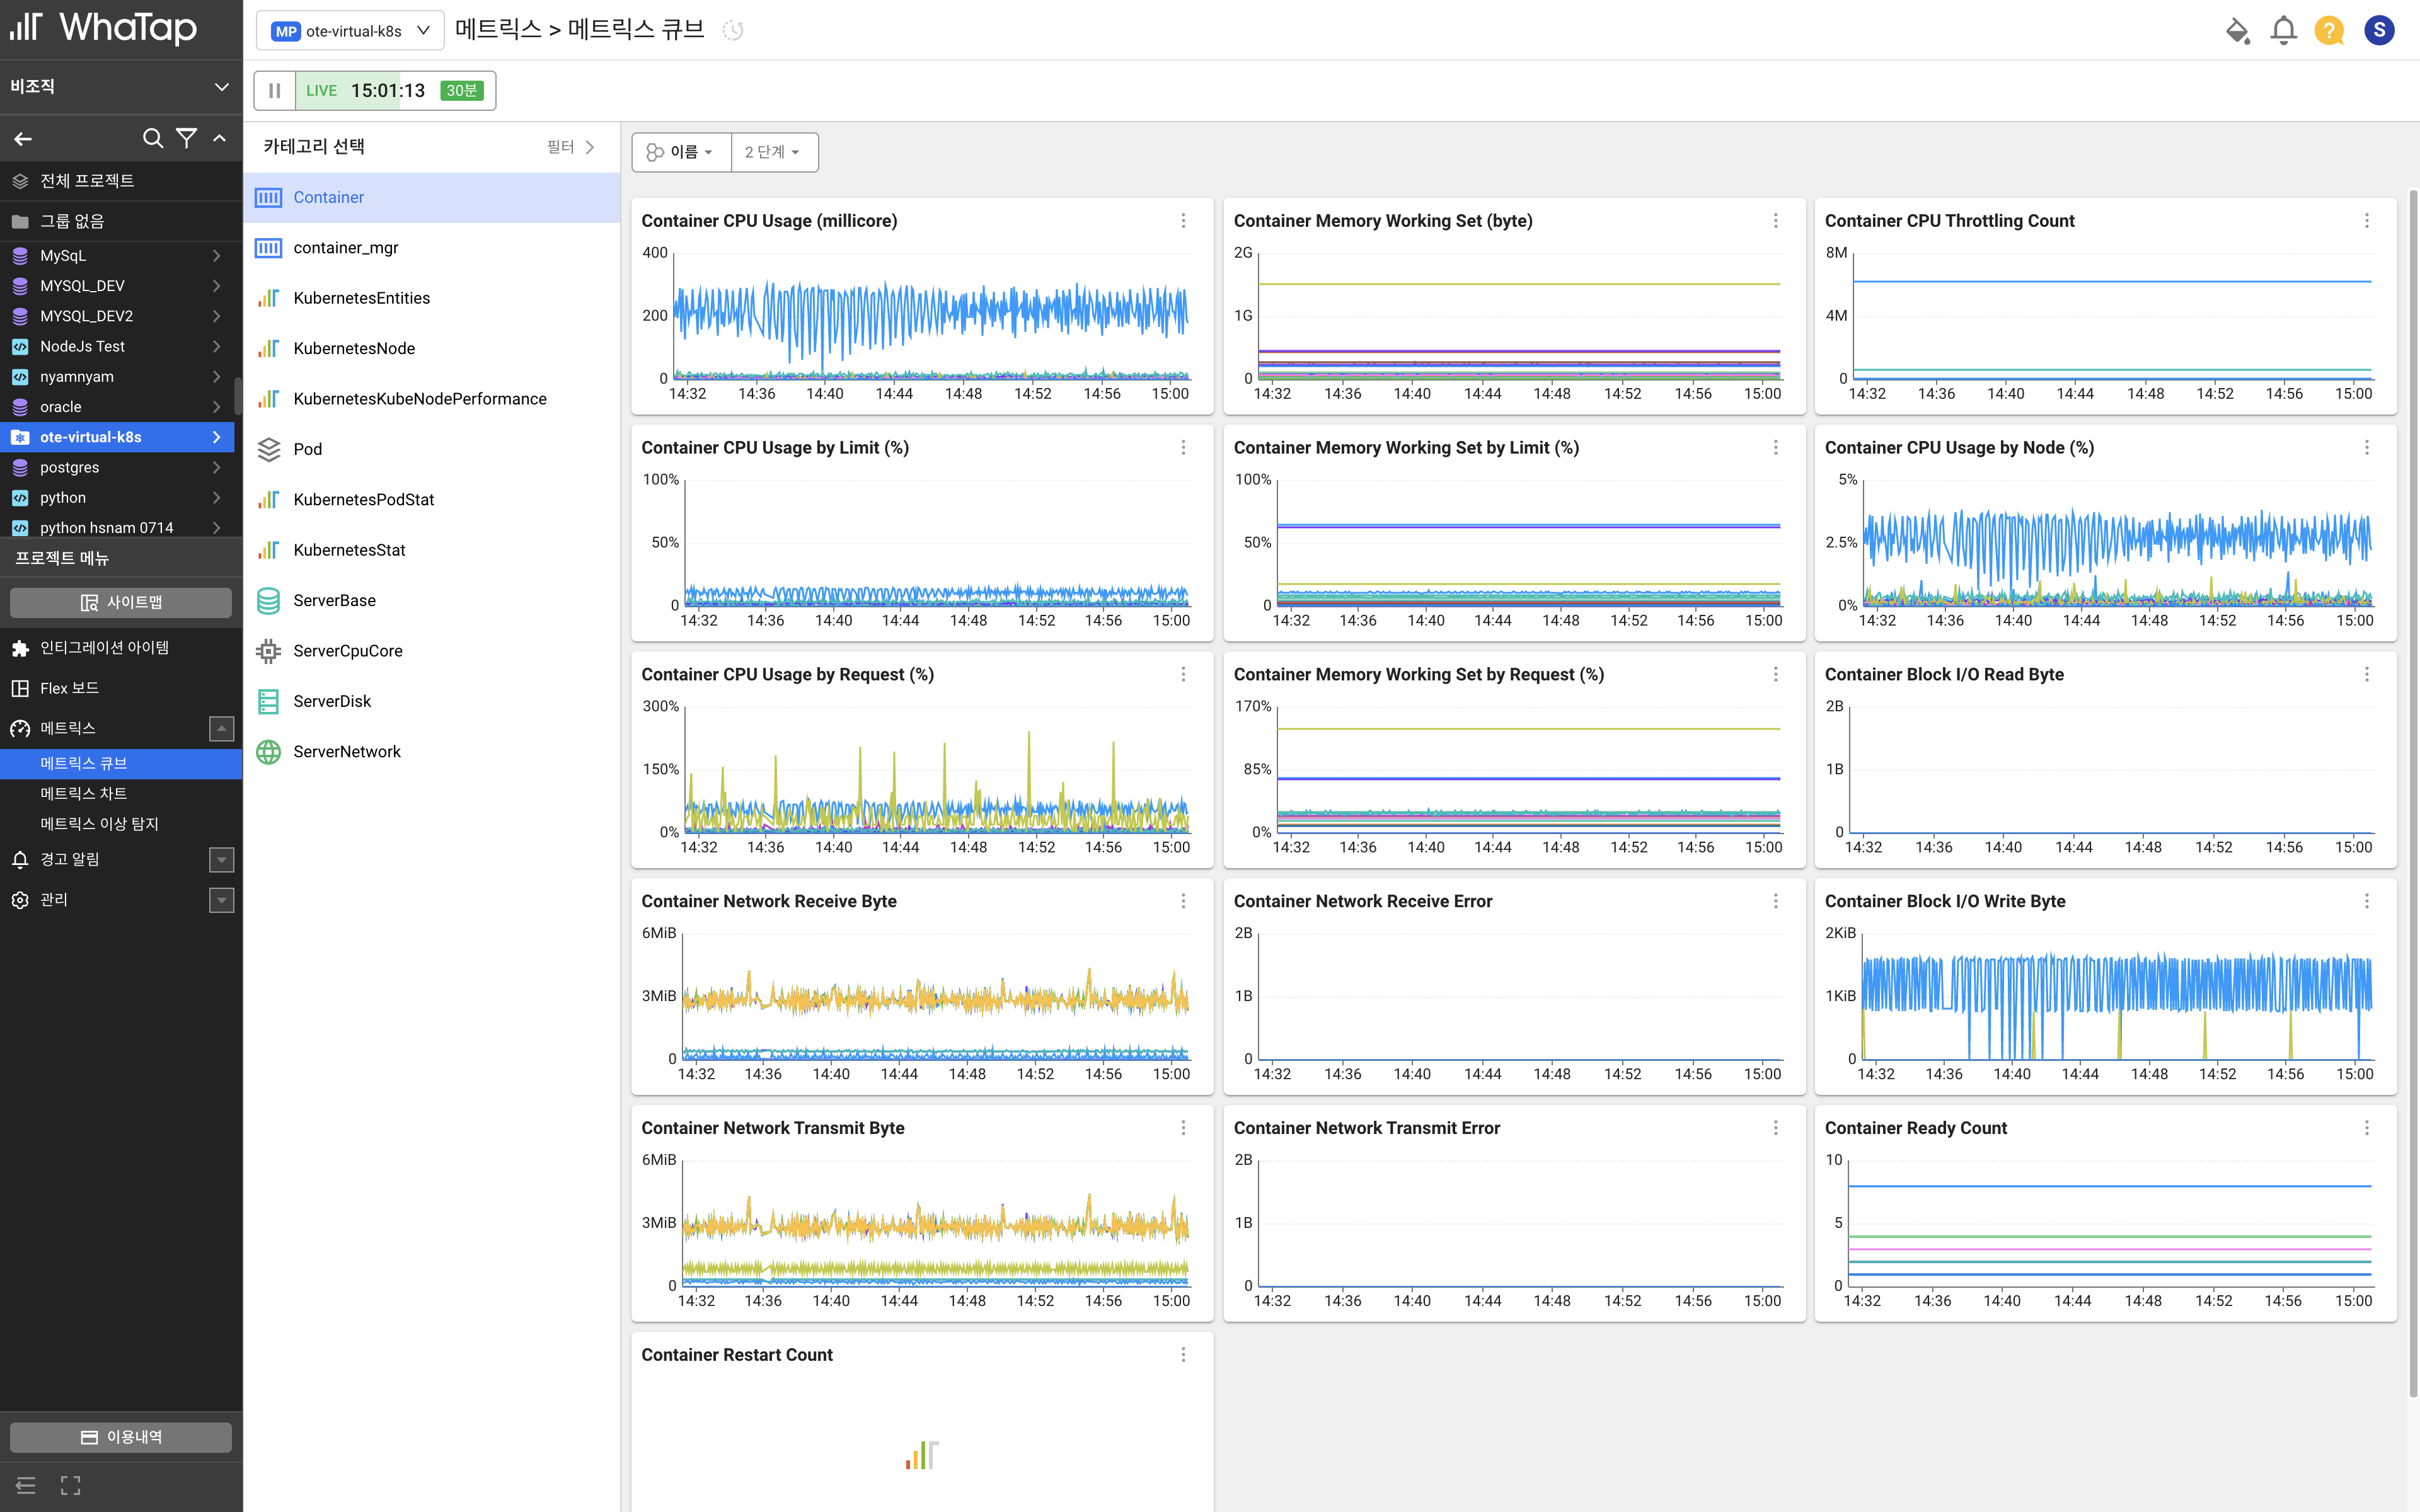 WhaTap
비조직
전체 프로젝트
그룹 없음
MySqL
MYSQL_DEV
MYSQL_DEV2
NodeJs Test
nyamnyam
oracle
ote-virtual-k8s
postgres
python
python hsnam 0714
프로젝트 메뉴
사이트맵
인티그레이션 아이템
Flex 보드
메트릭스
메트릭스 큐브
메트릭스 차트
메트릭스 이상 탐지
경고 알림
관리
이용내역
MP ote-virtual-k8s 메트릭스 > 메트릭스 큐브
? S
LIVE 15:01:13 30분
카테고리 선택 필터
Container
container_mgr
KubernetesEntities
KubernetesNode
KubernetesKubeNodePerformance
Pod
KubernetesPodStat
KubernetesStat
ServerBase
ServerCpuCore
ServerDisk
ServerNetwork
이름 2 단계
Container CPU Usage (millicore)
400
200
0
14:32 14:36 14:40 14:44 14:48 14:52 14:56 15:00
Container Memory Working Set (byte)
2G
1G
0
14:32 14:36 14:40 14:44 14:48 14:52 14:56 15:00
Container CPU Throttling Count
8M
4M
0
14:32 14:36 14:40 14:44 14:48 14:52 14:56 15:00
Container CPU Usage by Limit (%)
100%
50%
0
14:32 14:36 14:40 14:44 14:48 14:52 14:56 15:00
Container Memory Working Set by Limit (%)
100%
50%
0
14:32 14:36 14:40 14:44 14:48 14:52 14:56 15:00
Container CPU Usage by Node (%)
5%
2.5%
0%
14:32 14:36 14:40 14:44 14:48 14:52 14:56 15:00
Container CPU Usage by Request (%)
300%
150%
0%
14:32 14:36 14:40 14:44 14:48 14:52 14:56 15:00
Container Memory Working Set by Request (%)
170%
85%
0%
14:32 14:36 14:40 14:44 14:48 14:52 14:56 15:00
Container Block I/O Read Byte
2B
1B
0
14:32 14:36 14:40 14:44 14:48 14:52 14:56 15:00
Container Network Receive Byte
6MiB
3MiB
0
14:32 14:36 14:40 14:44 14:48 14:52 14:56 15:00
Container Network Receive Error
2B
1B
0
14:32 14:36 14:40 14:44 14:48 14:52 14:56 15:00
Container Block I/O Write Byte
2KiB
1KiB
0
14:32 14:36 14:40 14:44 14:48 14:52 14:56 15:00
Container Network Transmit Byte
6MiB
3MiB
0
14:32 14:36 14:40 14:44 14:48 14:52 14:56 15:00
Container Network Transmit Error
2B
1B
0
14:32 14:36 14:40 14:44 14:48 14:52 14:56 15:00
Container Ready Count
10
5
0
14:32 14:36 14:40 14:44 14:48 14:52 14:56 15:00
Container Restart Count